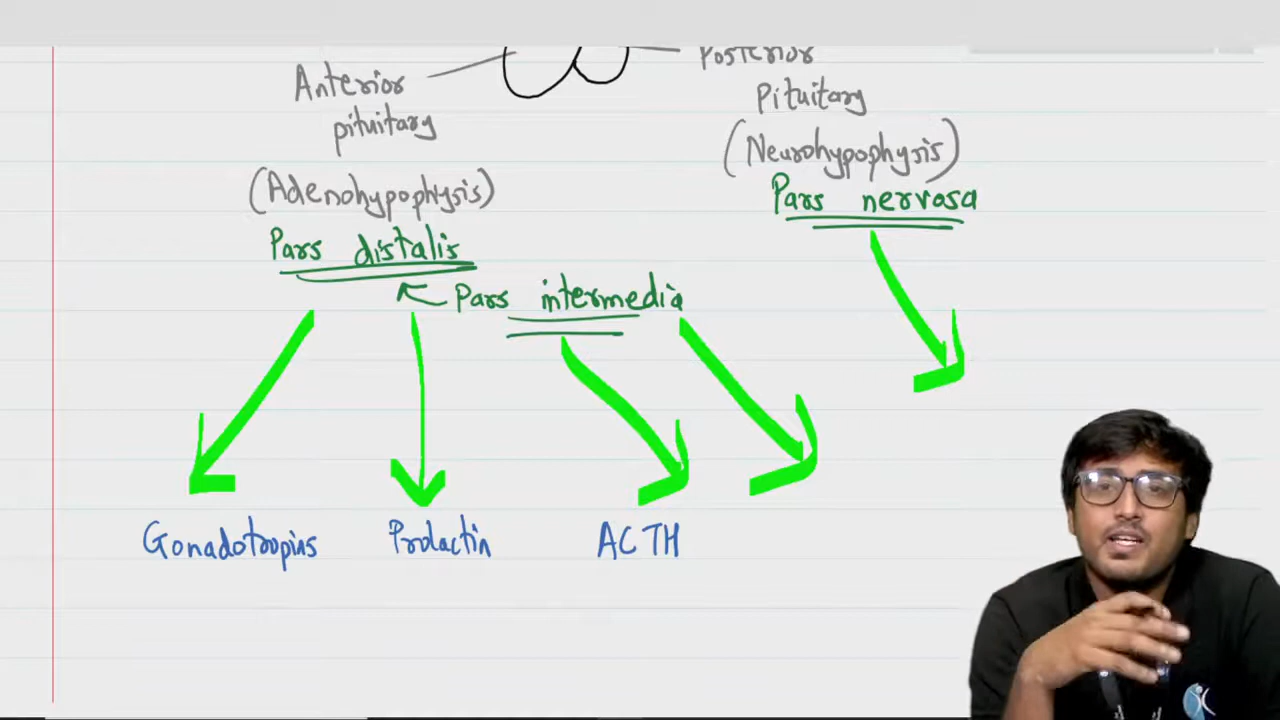 Anterior
pituitary
(Adenohypophysis)
Pars distalis
Posterior
Pituitary
(Neurohypophysis)
Pars nervosa
Pars intermedia
Gonadotropins
Prolactin
ACTH